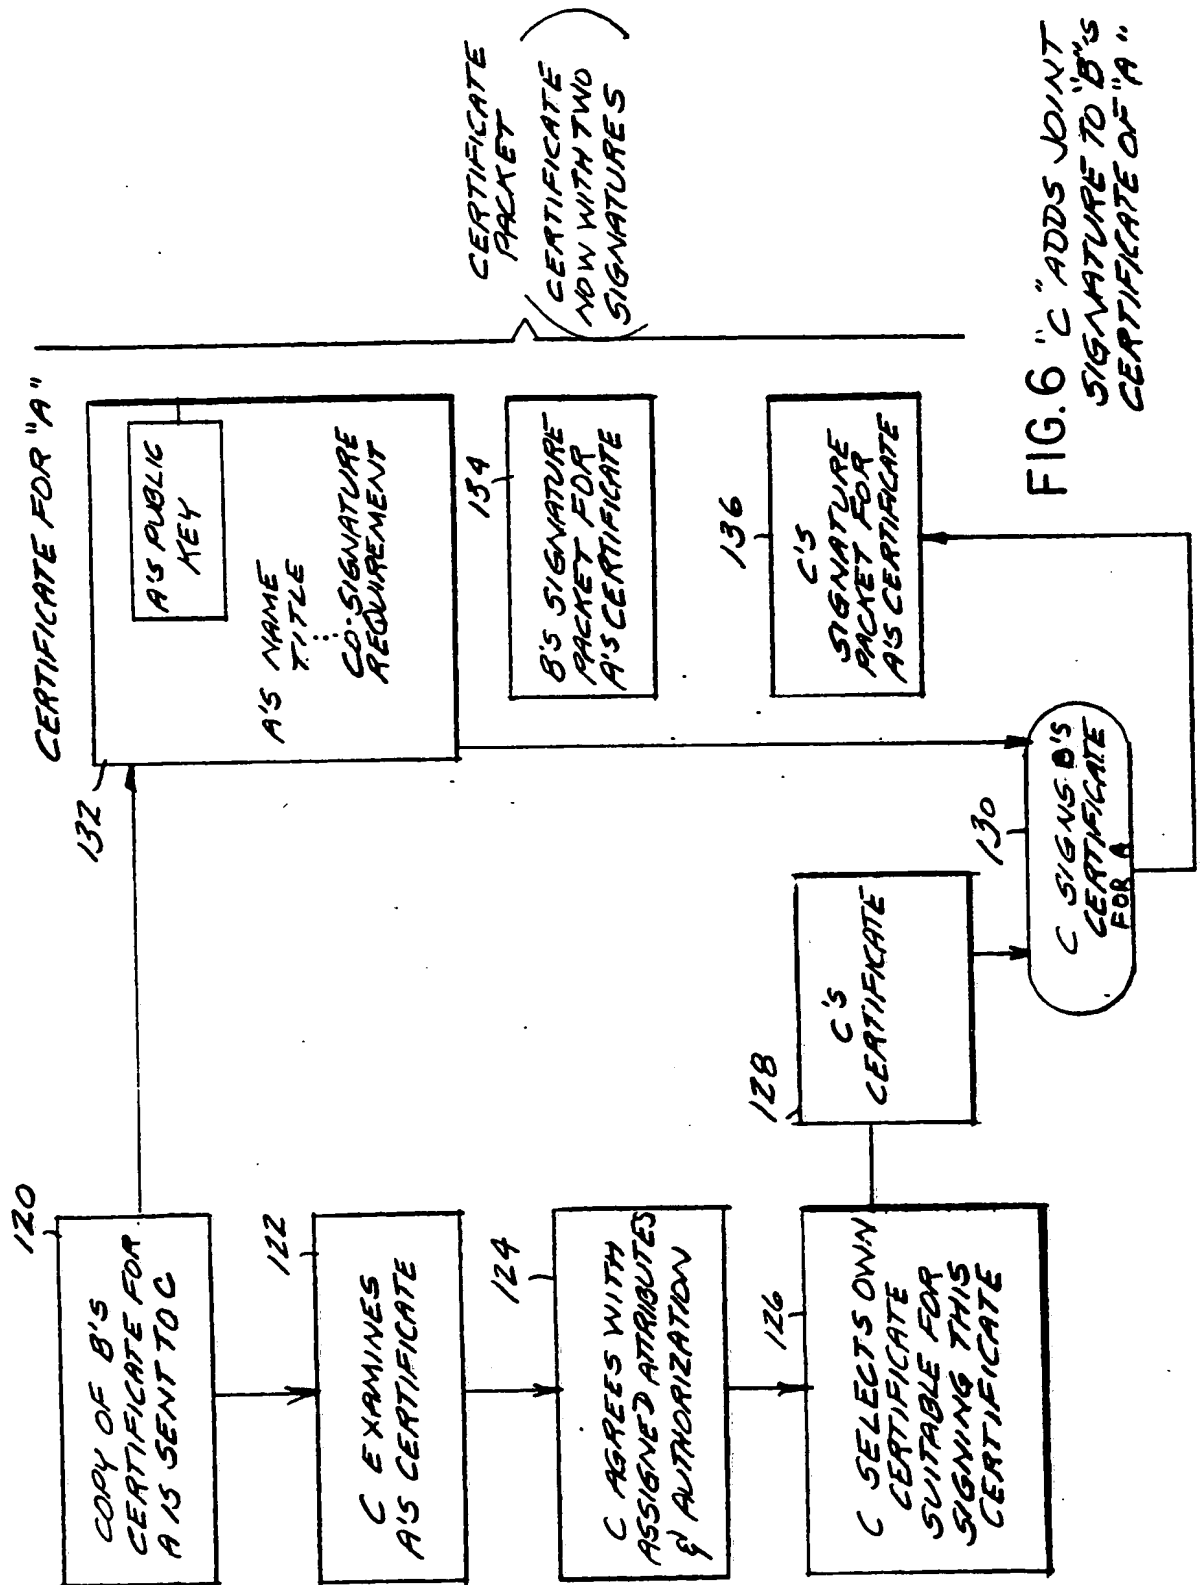 120
COPY OF B'S
CERTIFICATE FOR
A IS SENT TO C
122
C EXAMINES
A'S CERTIFICATE
124
C AGREES WITH
ASSIGNED ATTRIBUTES
& AUTHORIZATION
126
C SELECTS OWN
CERTIFICATE
SUITABLE FOR
SIGNING THIS
CERTIFICATE
128
C'S
CERTIFICATE
130
C SIGNS B'S
CERTIFICATE
FOR A
CERTIFICATE FOR "A"
132
A'S PUBLIC
KEY
A'S NAME
TITLE
CO-SIGNATURE
REQUIREMENT
134
B'S SIGNATURE
PACKET FOR
A'S CERTIFICATE
136
C'S
SIGNATURE
PACKET FOR
A'S CERTIFICATE
CERTIFICATE
PACKET
(CERTIFICATE
NOW WITH TWO
SIGNATURES)
FIG. 6 "C" ADDS JOINT
SIGNATURE TO "B"'S
CERTIFICATE OF "A"